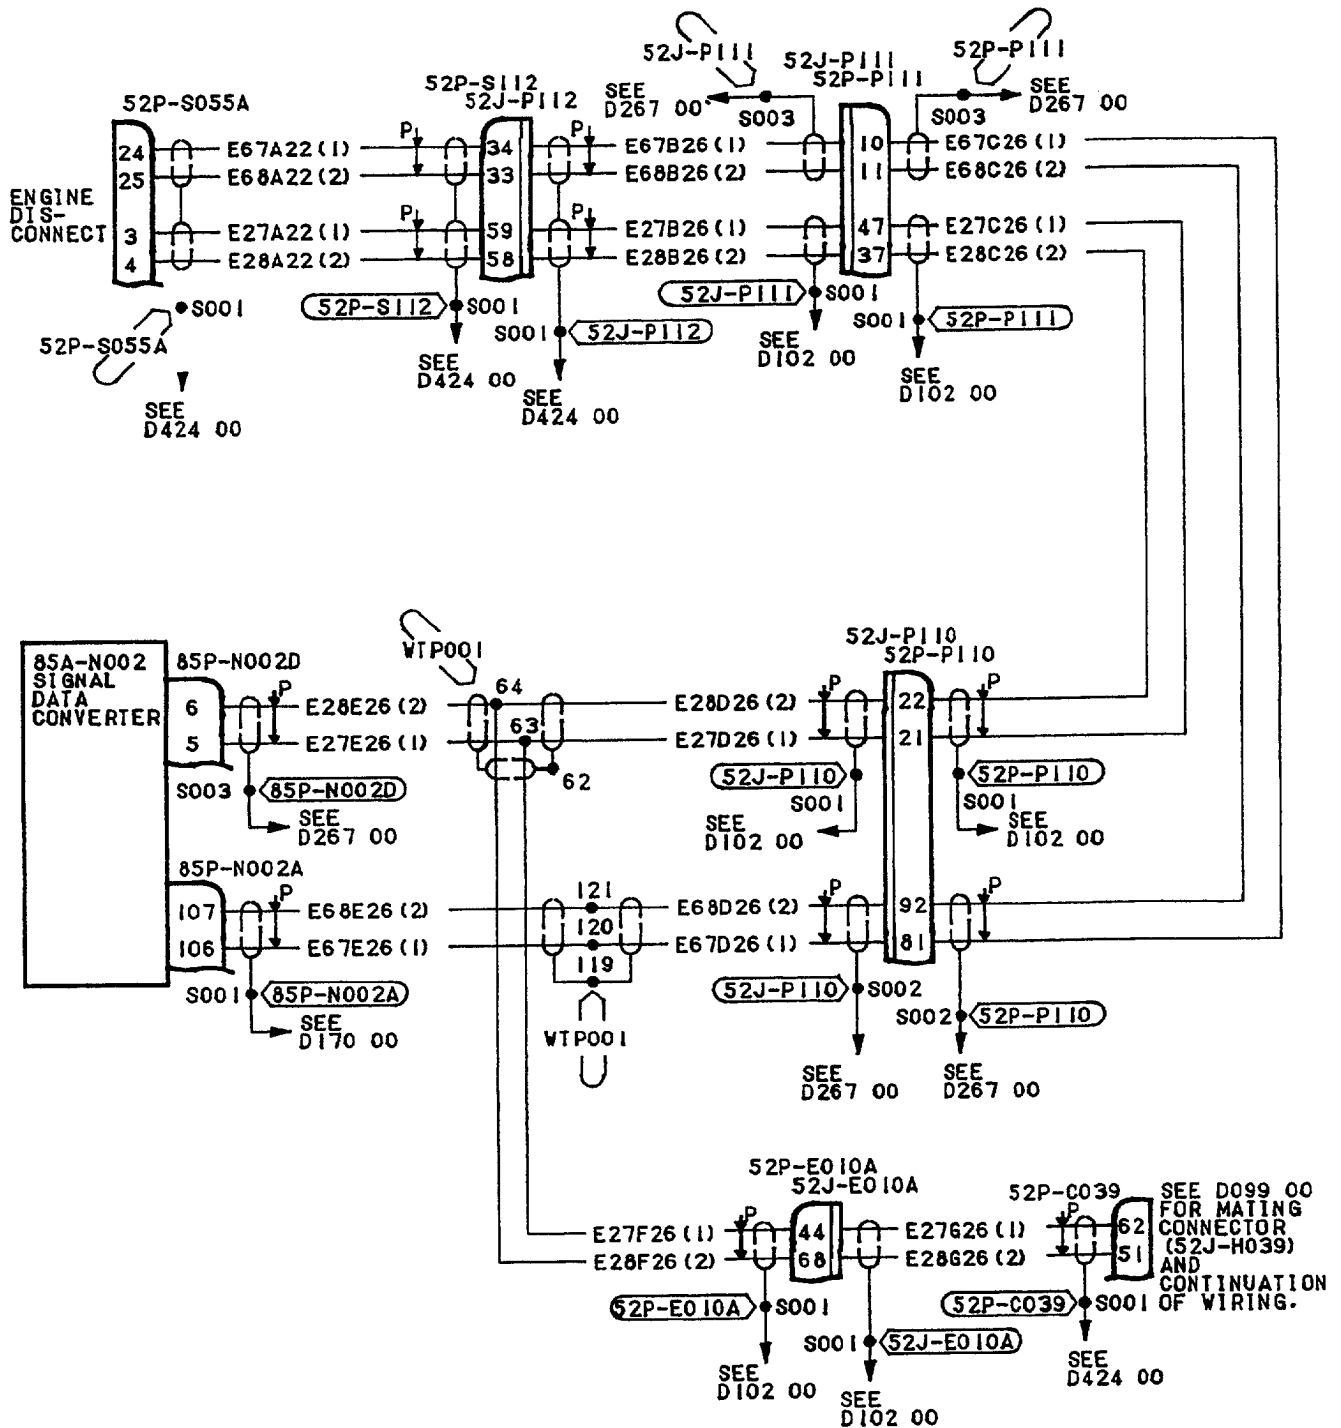 52J-P111
52P-P111
52J-P111
52P-P111
52P-S112
52J-P112
52P-S055A
SEE
D267 00
S003
SEE
D267 00
S003
24
E67A22(1)
P
34
P
E67B26(1)
10
E67C26(1)
25
E68A22(2)
33
E68B26(2)
11
E68C26(2)
ENGINE
DIS-
CONNECT
3
E27A22(1)
P
59
P
E27B26(1)
47
E27C26(1)
4
E28A22(2)
58
E28B26(2)
37
E28C26(2)
S001
52P-S055A
SEE
D424 00
52P-S112
S001
SEE
D424 00
S001
52J-P112
SEE
D424 00
52J-P111
S001
SEE
D102 00
S001
52P-P111
SEE
D102 00
WTP001
52J-P110
52P-P110
85A-N002
SIGNAL
DATA
CONVERTER
85P-N002D
6
P
E28E26(2)
64
E28D26(2)
P
22
P
5
E27E26(1)
63
E27D26(1)
21
62
S003
85P-N002D
SEE
D267 00
52J-P110
S001
SEE
D102 00
52P-P110
S001
SEE
D102 00
85P-N002A
107
P
E68E26(2)
121
E68D26(2)
P
92
P
106
E67E26(1)
120
E67D26(1)
81
119
S001
85P-N002A
SEE
D170 00
WTP001
52J-P110
S002
SEE
D267 00
S002
52P-P110
SEE
D267 00
52P-E010A
52J-E010A
52P-C039
SEE D099 00
FOR MATING
CONNECTOR
(52J-H039)
AND
CONTINUATION
OF WIRING.
E27F26(1)
P
44
E27G26(1)
P
62
E28F26(2)
68
E28G26(2)
51
52P-E010A
S001
SEE
D102 00
S001
52J-E010A
SEE
D102 00
52P-C039
S001
SEE
D424 00